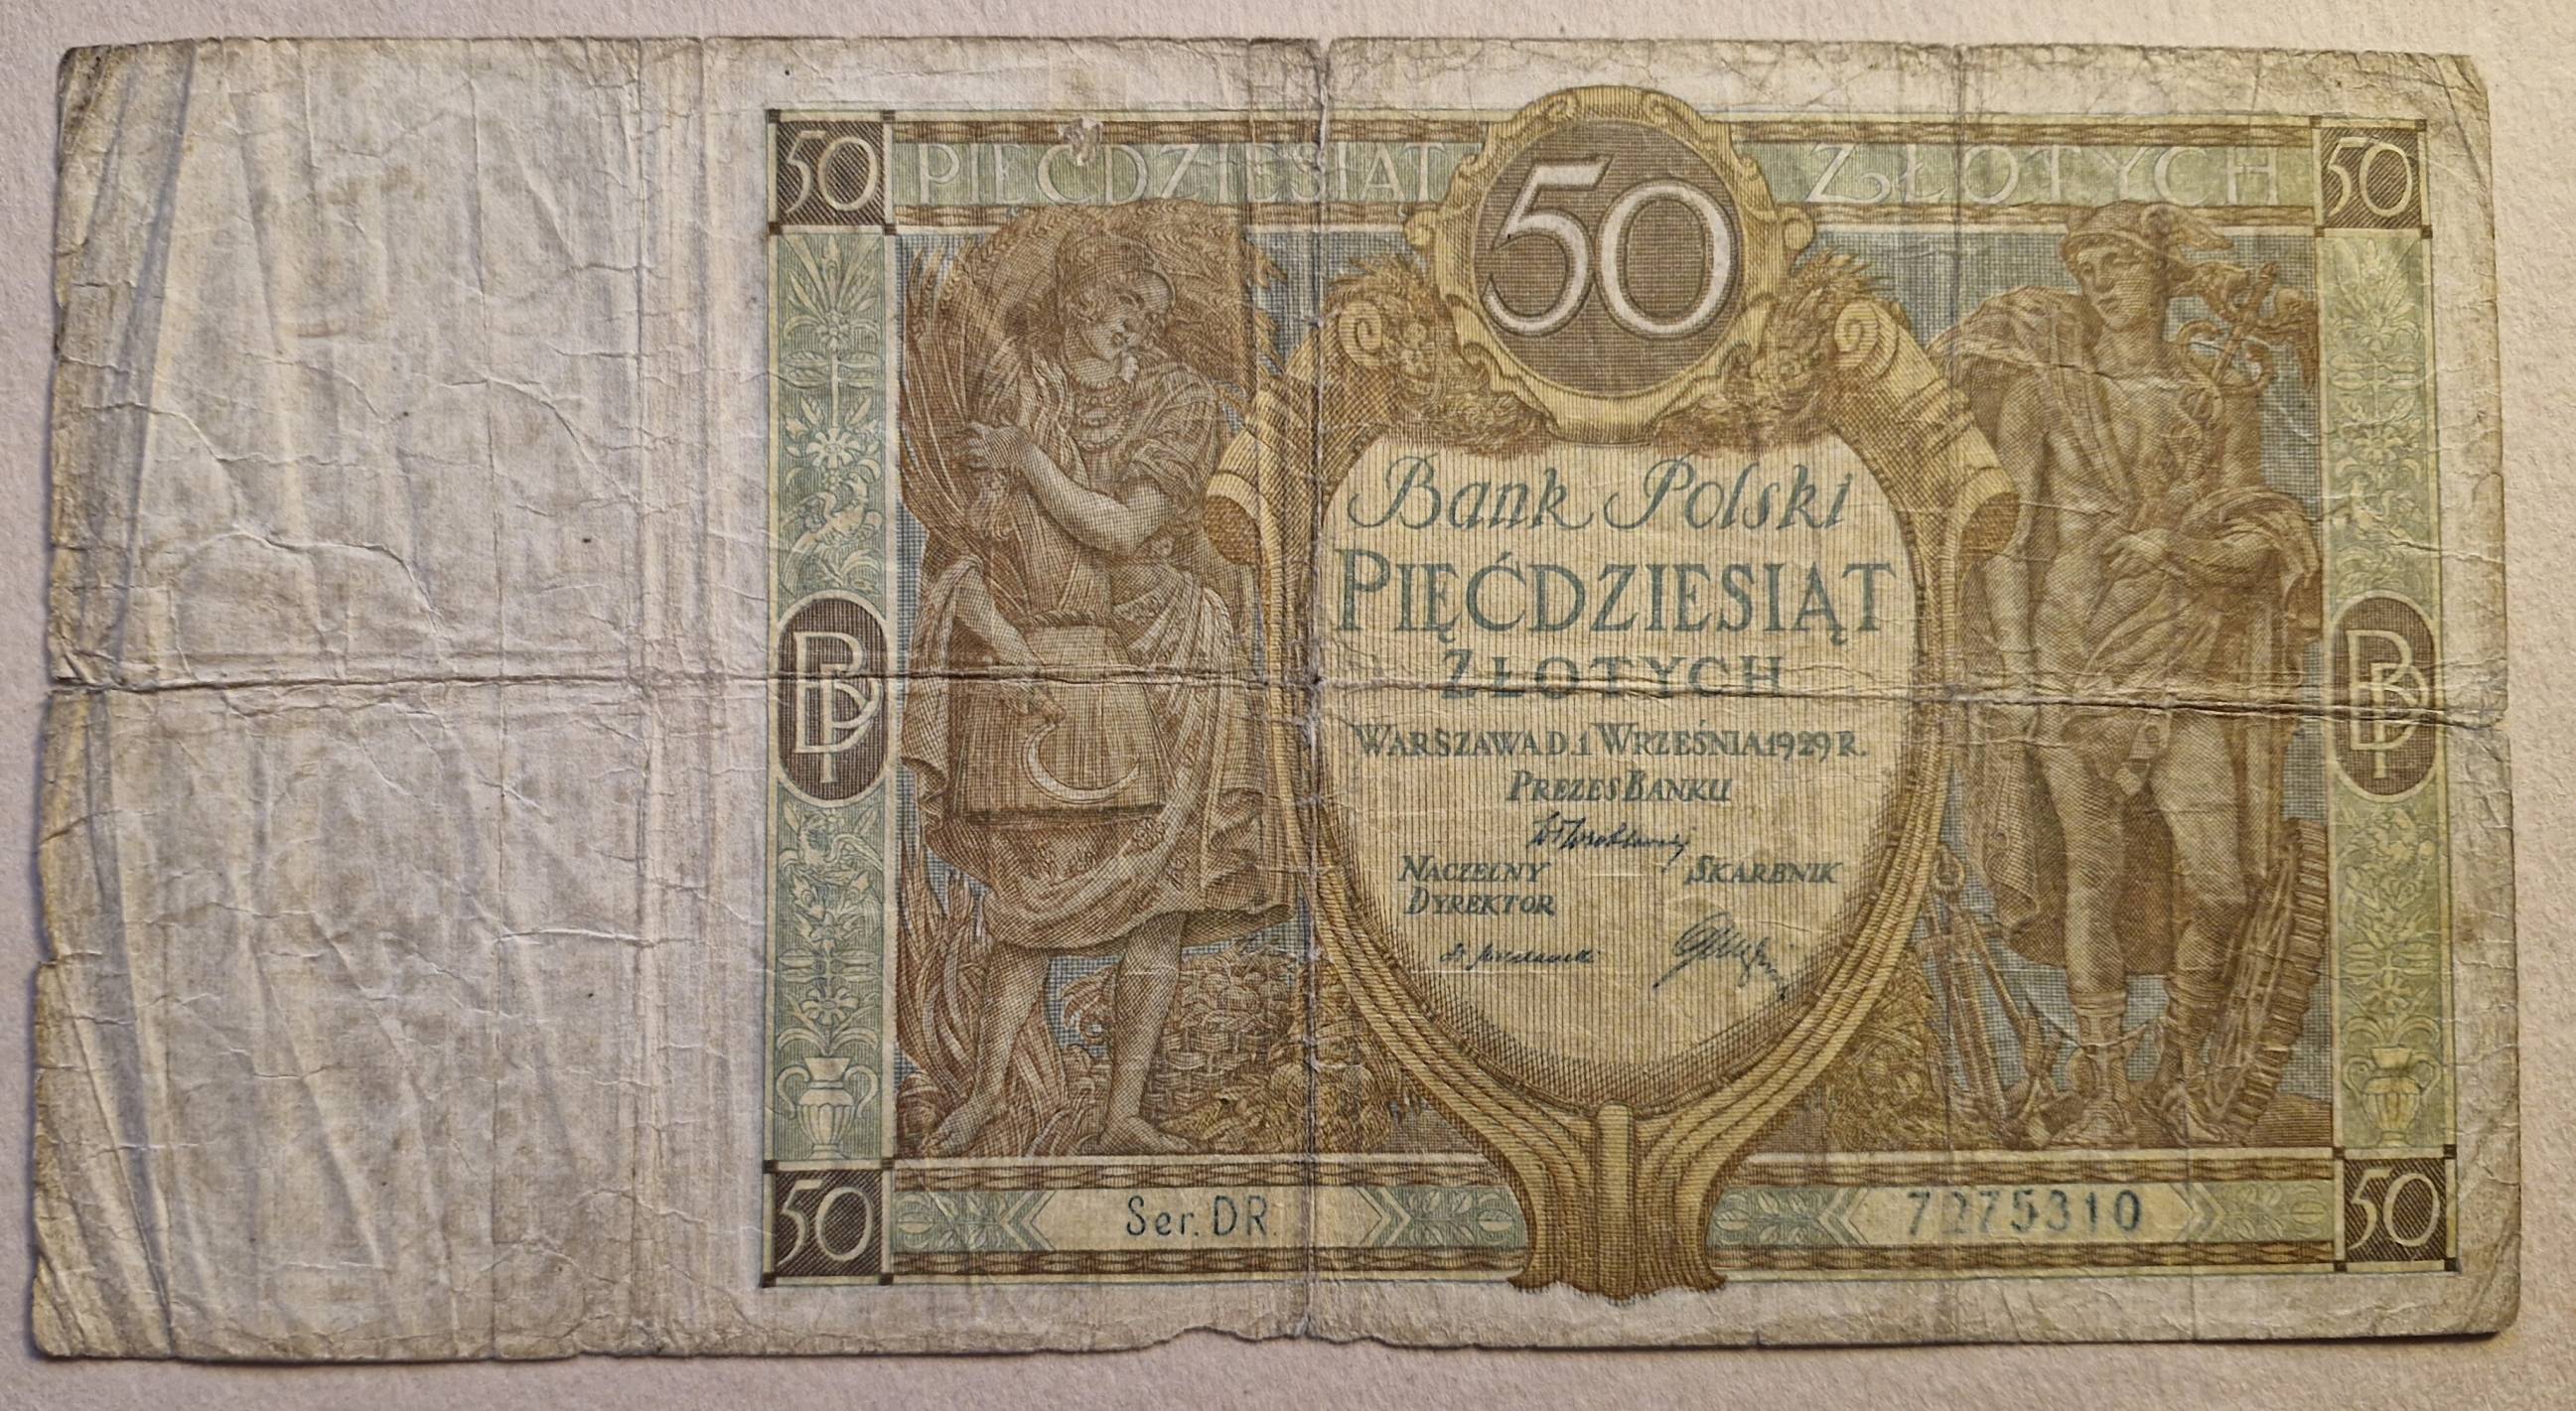 50 PIĘĆDZIESIĄT 50 ZŁOTYCH 50
Bank Polski
PIĘĆDZIESIĄT
ZŁOTYCH
WARSZAWA D. 1 WRZEŚNIA 1929 R.
PREZES BANKU
NACZELNY SKARBNIK
DYREKTOR
BP BP
50 Ser. DR. 7275310 50